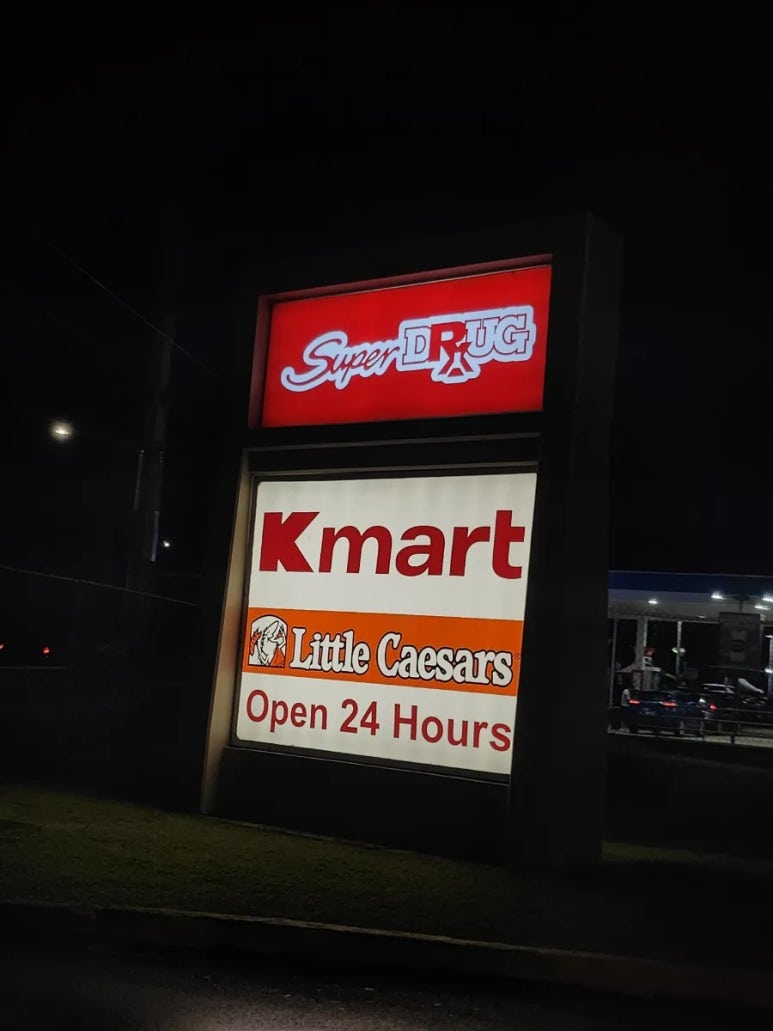 Super DRUG
Kmart
Little Caesars
Open 24 Hours